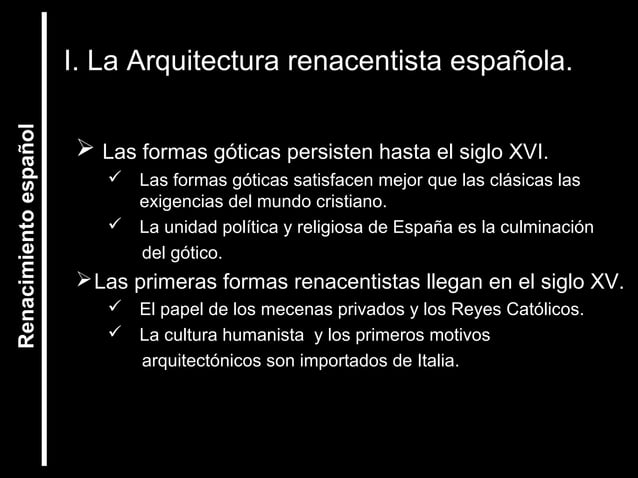 I. La Arquitectura renacentista española.
Renacimiento español
➢ Las formas góticas persisten hasta el siglo XVI.
✓ Las formas góticas satisfacen mejor que las clásicas las
exigencias del mundo cristiano.
✓ La unidad política y religiosa de España es la culminación
del gótico.
➢Las primeras formas renacentistas llegan en el siglo XV.
✓ El papel de los mecenas privados y los Reyes Católicos.
✓ La cultura humanista y los primeros motivos
arquitectónicos son importados de Italia.